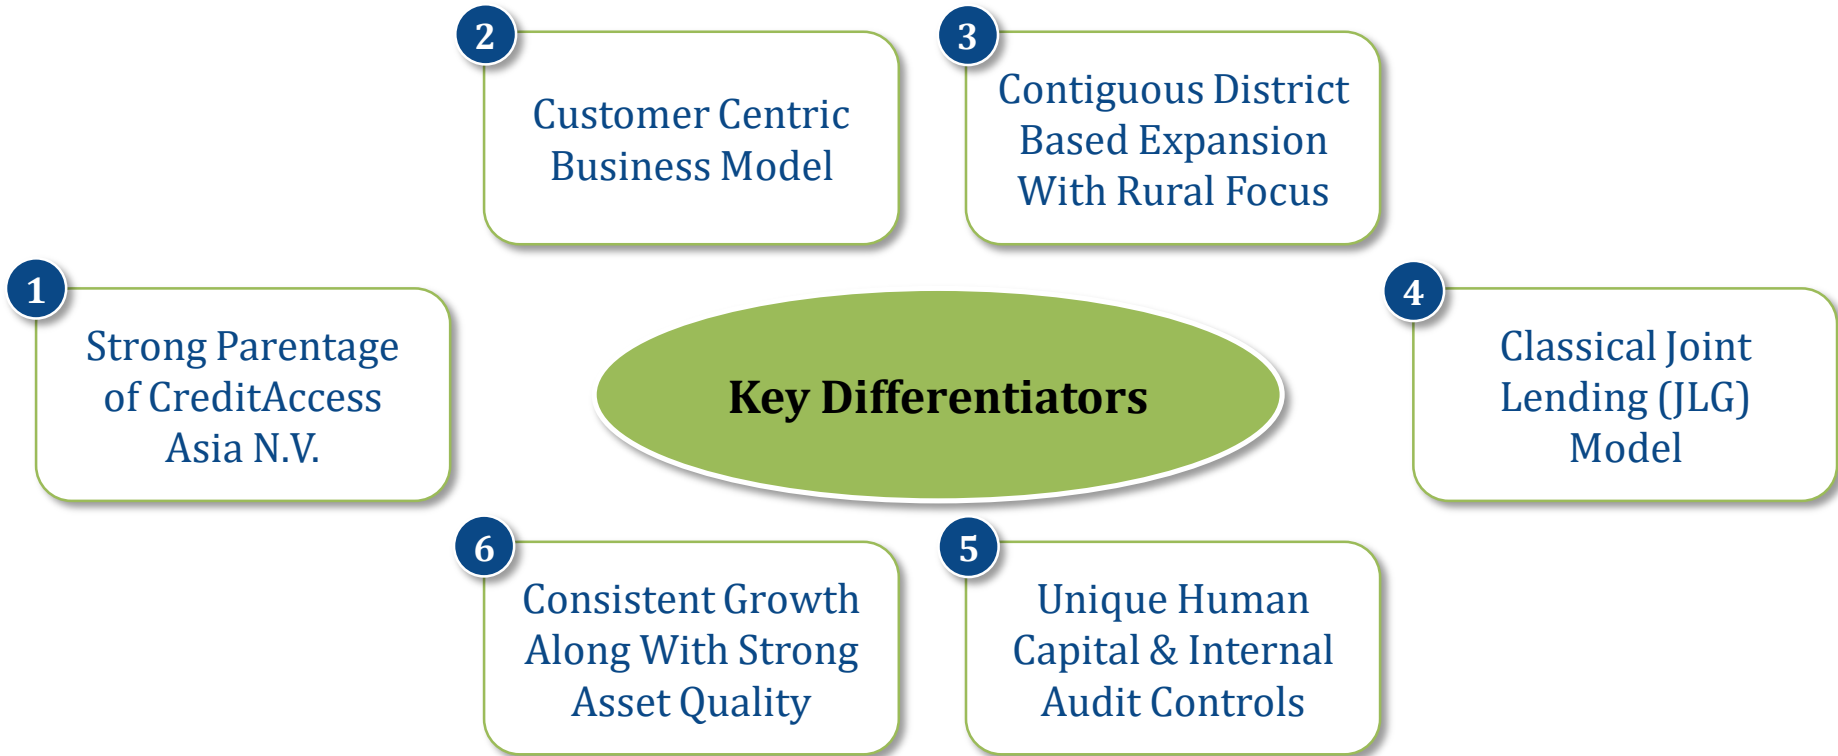 1
Strong Parentage
of CreditAccess
Asia N.V.
2
Customer Centric
Business Model
3
Contiguous District
Based Expansion
With Rural Focus
Key Differentiators
4
Classical Joint
Lending (JLG)
Model
5
Unique Human
Capital & Internal
Audit Controls
6
Consistent Growth
Along With Strong
Asset Quality